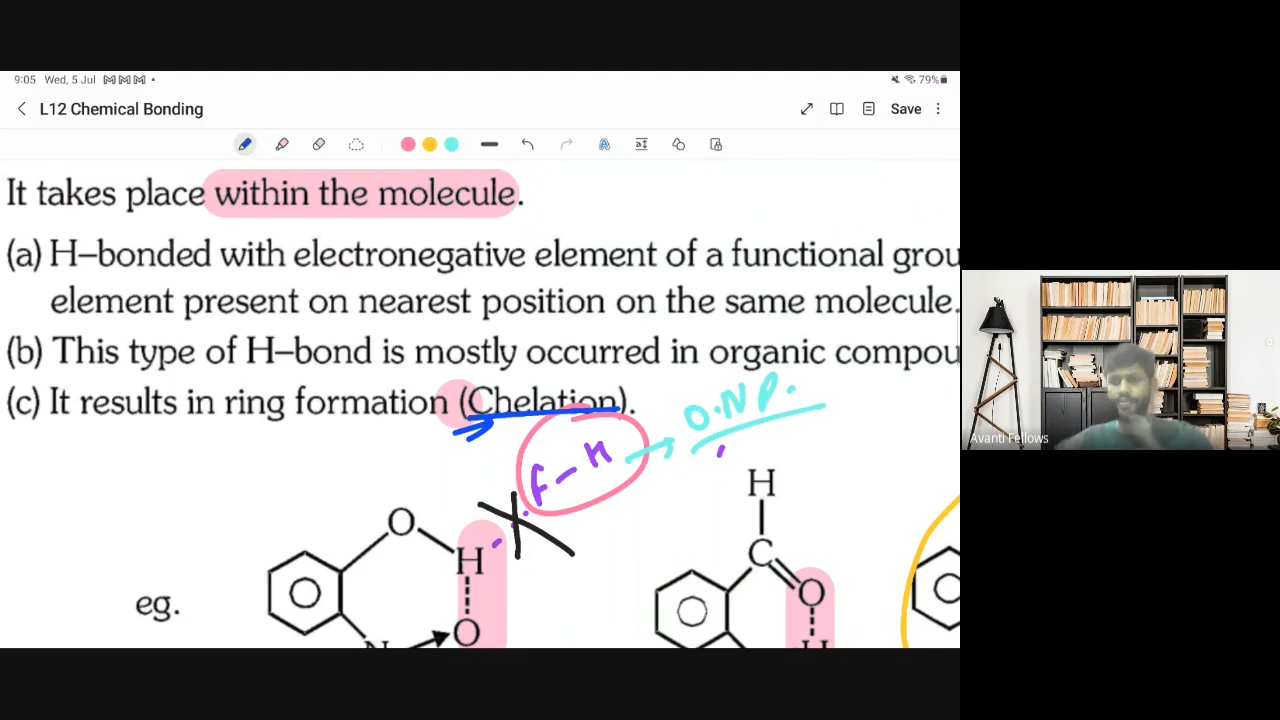 9:05 Wed, 5 Jul
79%
L12 Chemical Bonding
Save
It takes place within the molecule.
(a) H–bonded with electronegative element of a functional grou
element present on nearest position on the same molecule.
(b) This type of H–bond is mostly occurred in organic compou
(c) It results in ring formation (Chelation).
O.N.P.
F – H
H
O
C
H
O
eg.
O
N
H
Avanti Fellows